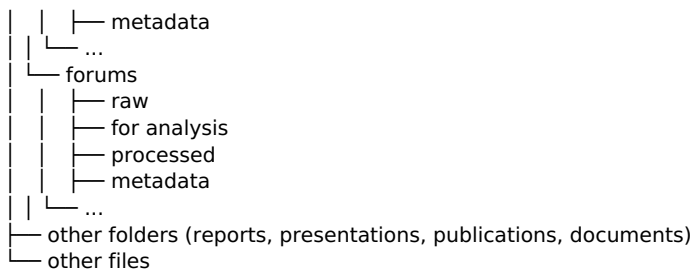 │ │ ├── metadata
│ │ └── ...
│ └── forums
│ │ ├── raw
│ │ ├── for analysis
│ │ ├── processed
│ │ ├── metadata
│ │ └── ...
├── other folders (reports, presentations, publications, documents)
└── other files